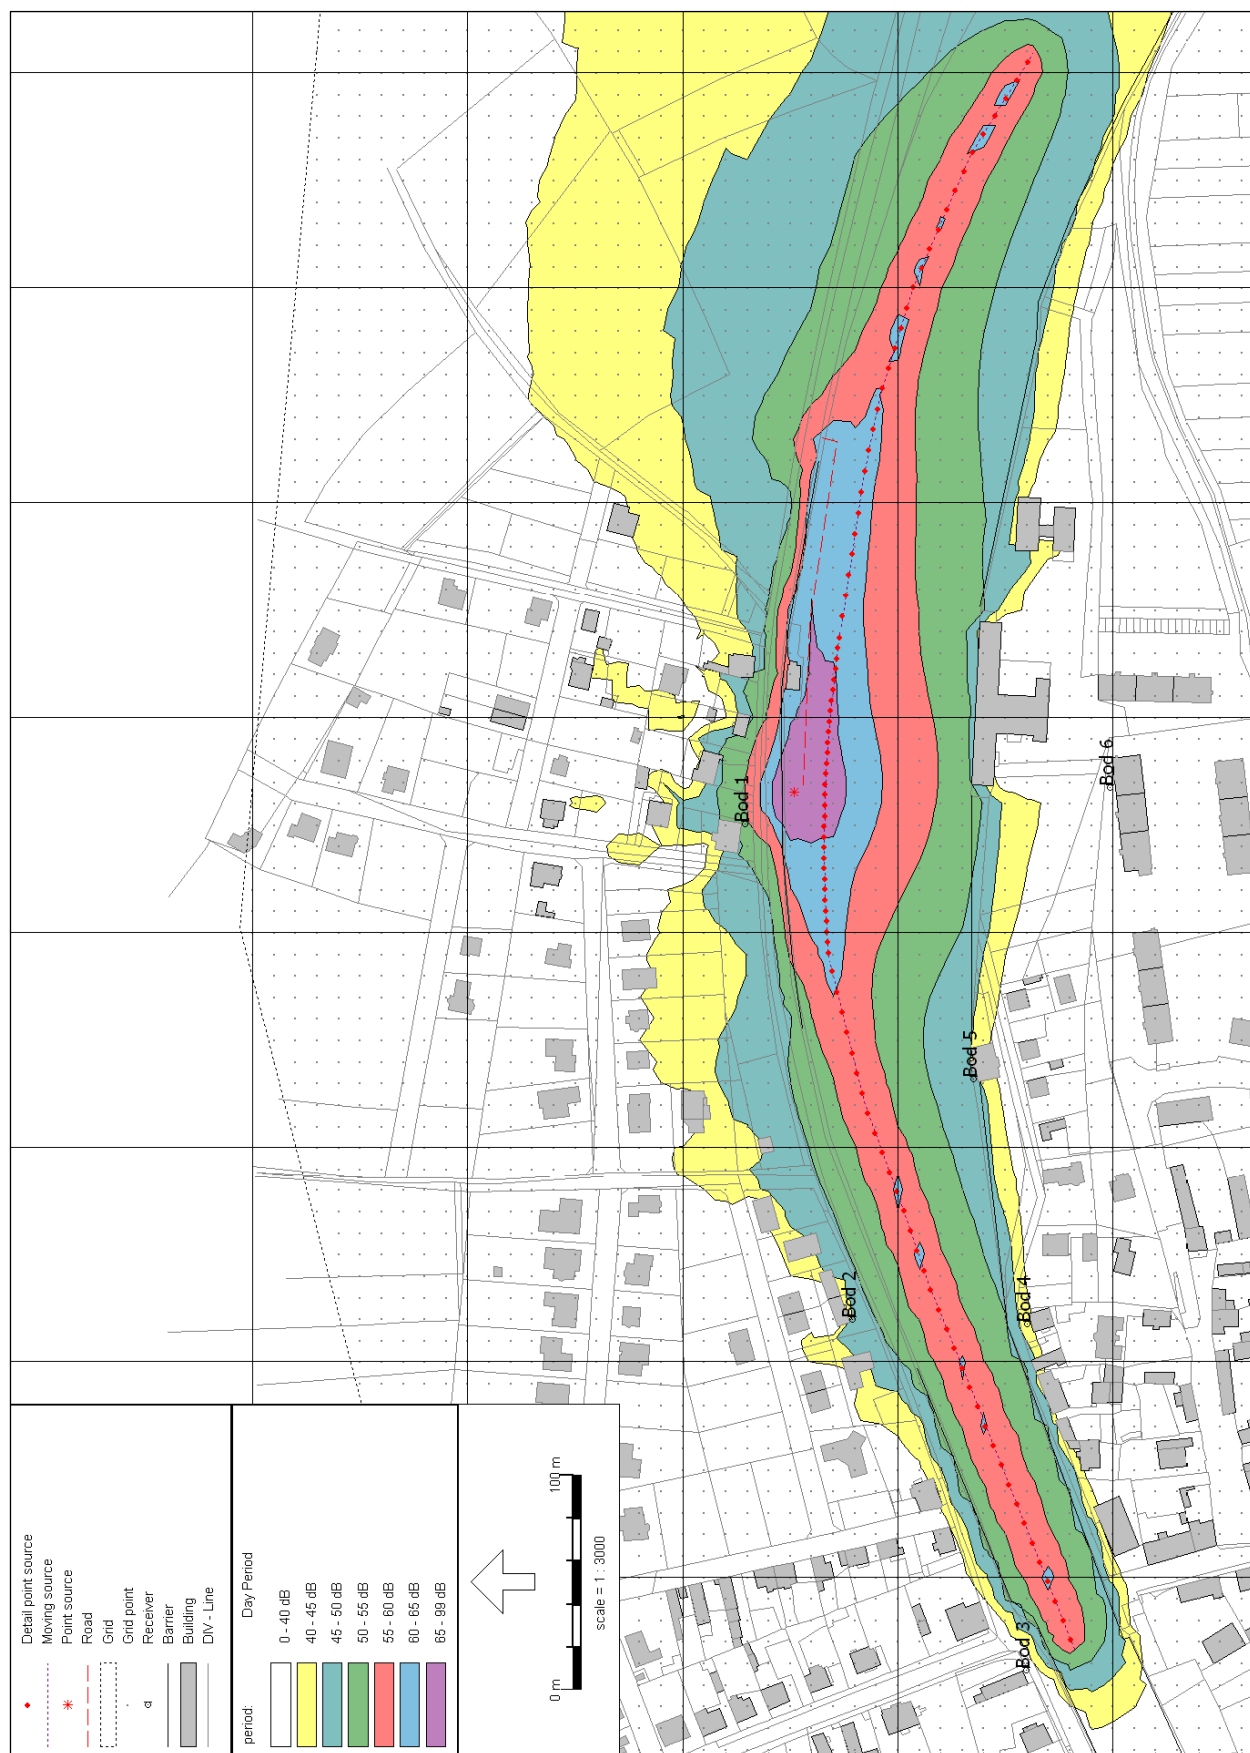 Detail point source
Moving source
Point source
Road
Grid
Grid point
Receiver
Barrier
Building
DIV - Line
period:
Day Period
0 - 40 dB
40 - 45 dB
45 - 50 dB
50 - 55 dB
55 - 60 dB
60 - 65 dB
65 - 99 dB
0 m
100 m
scale = 1 : 3000
Bod 1
Bod 2
Bod 3
Bod 4
Bod 5
Bod 6